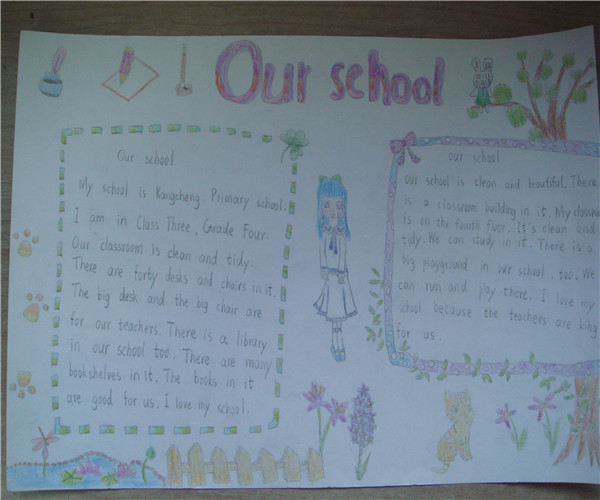 Our school
Our school
My school is Kangcheng Primary school.
I am in Class Three, Grade Four.
Our classroom is clean and tidy.
There are forty desks and chairs in it.
The big desk and the big chair are
for our teachers. There is a library
in our school too. There are many
bookshelves in it. The books in it
are good for us. I love my school.
our school
our school is clean and beautiful. There
is a classroom building in it. My classroo
is on the fourth floor. It's clean and
tidy. We can study in it. There is a
big playground in our school, too. We
can run and play there. I love my
school because the teachers are king
for us.